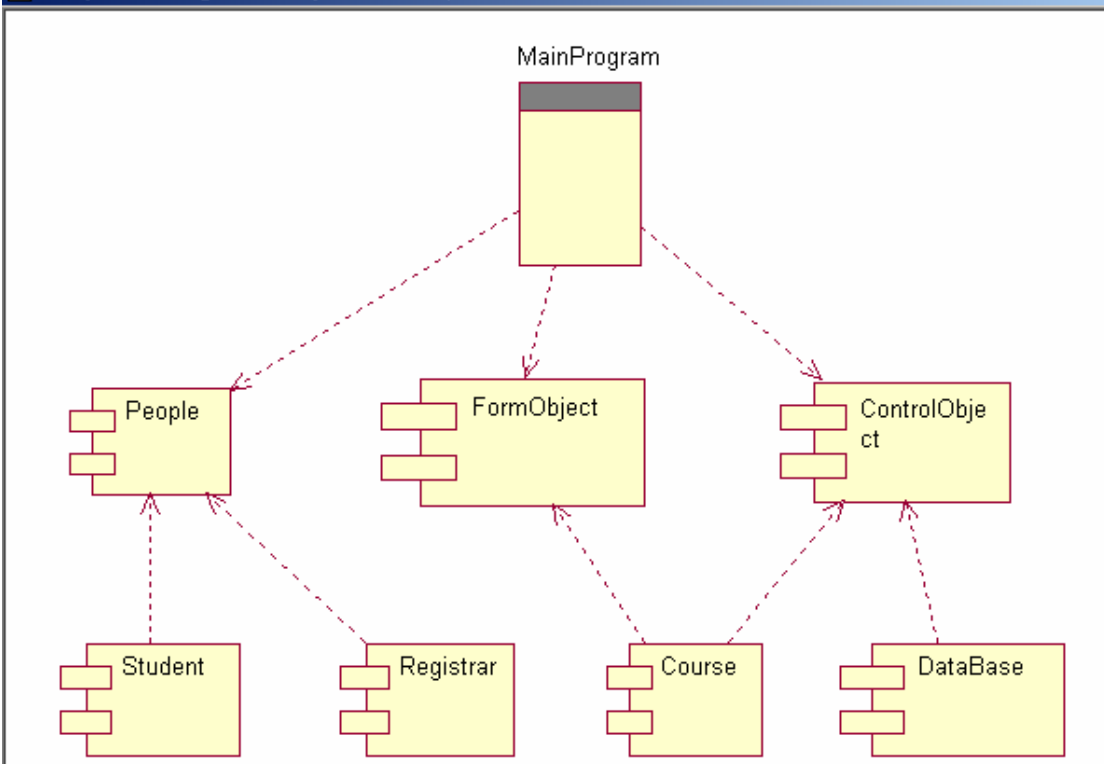 MainProgram
People
FormObject
ControlObje
ct
Student
Registrar
Course
DataBase